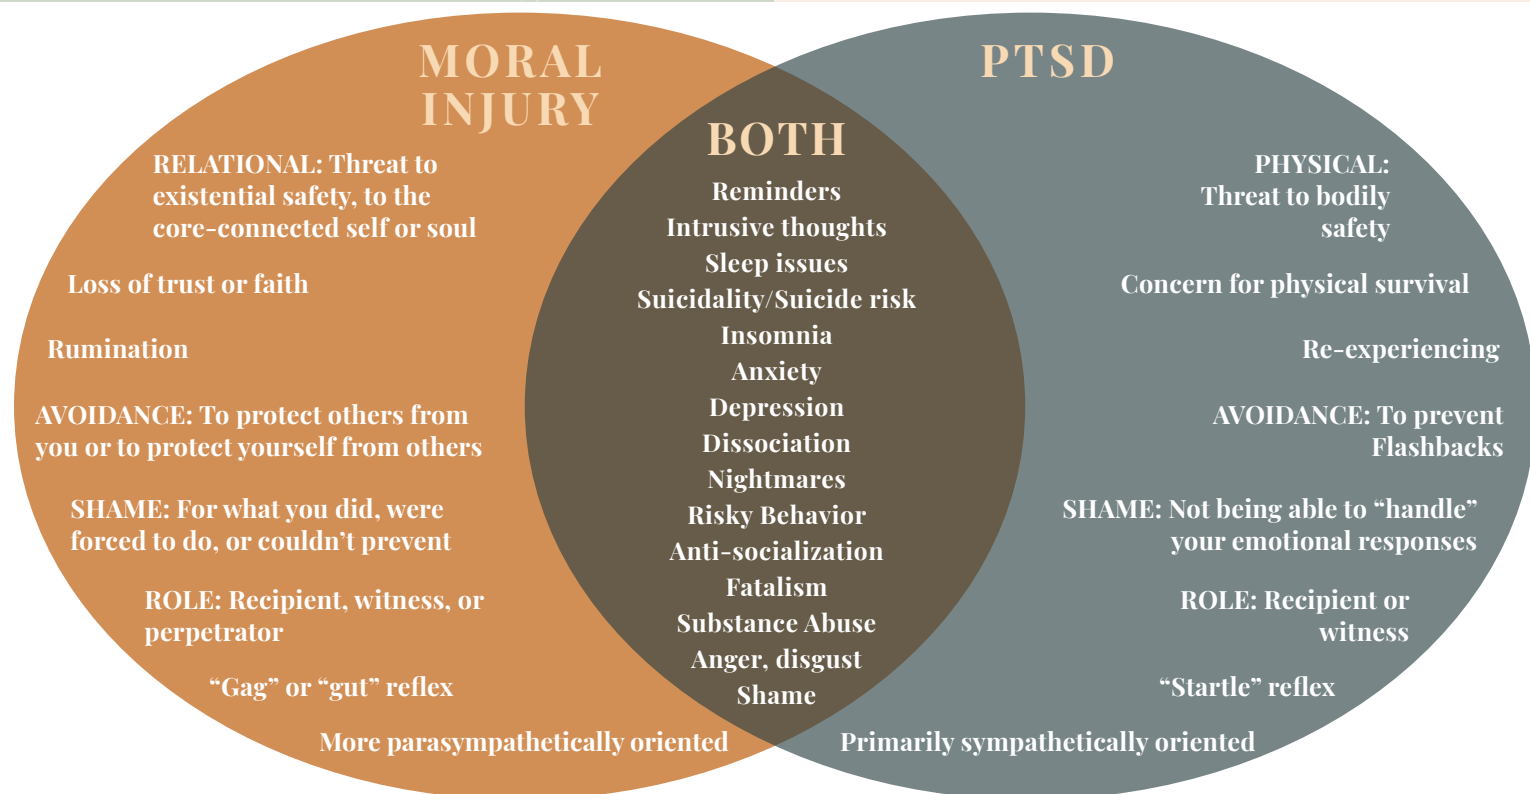 MORAL
INJURY
RELATIONAL: Threat to
existential safety, to the
core-connected self or soul
Loss of trust or faith
Rumination
AVOIDANCE: To protect others from
you or to protect yourself from others
SHAME: For what you did, were
forced to do, or couldn’t prevent
ROLE: Recipient, witness, or
perpetrator
“Gag” or “gut” reflex
More parasympathetically oriented
BOTH
Reminders
Intrusive thoughts
Sleep issues
Suicidality/Suicide risk
Insomnia
Anxiety
Depression
Dissociation
Nightmares
Risky Behavior
Anti-socialization
Fatalism
Substance Abuse
Anger, disgust
Shame
PTSD
PHYSICAL:
Threat to bodily
safety
Concern for physical survival
Re-experiencing
AVOIDANCE: To prevent
Flashbacks
SHAME: Not being able to “handle”
your emotional responses
ROLE: Recipient or
witness
“Startle” reflex
Primarily sympathetically oriented